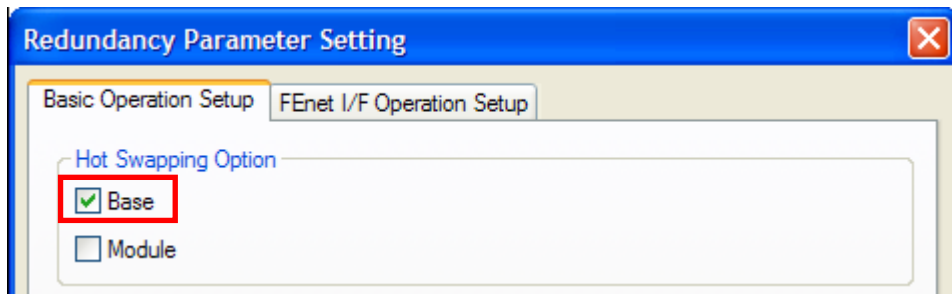 Redundancy Parameter Setting
Basic Operation Setup FEnet I/F Operation Setup
Hot Swapping Option
Base
Module